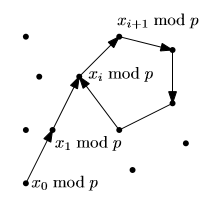 x_{i+1} mod p
x_i mod p
x_1 mod p
x_0 mod p